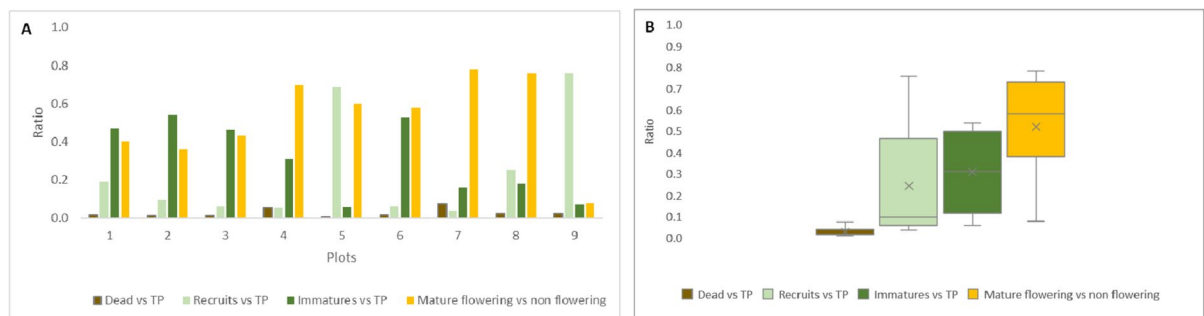 A
1.0
0.8
0.6
0.4
0.2
0.0
Ratio
1 2 3 4 5 6 7 8 9
Plots
Dead vs TP Recruits vs TP Immatures vs TP Mature flowering vs non flowering
B
1.0
0.9
0.8
0.7
0.6
0.5
0.4
0.3
0.2
0.1
0.0
Ratio
Dead vs TP Recruits vs TP Immatures vs TP Mature flowering vs non flowering